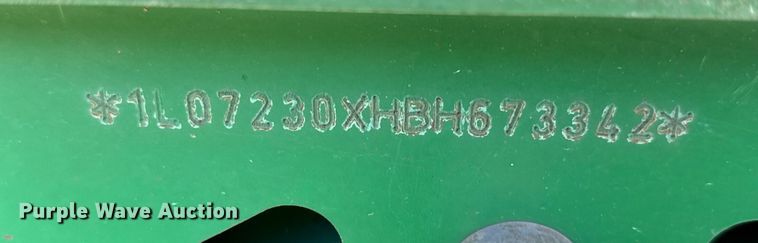 *1L07230XHBH673342*
Purple Wave Auction